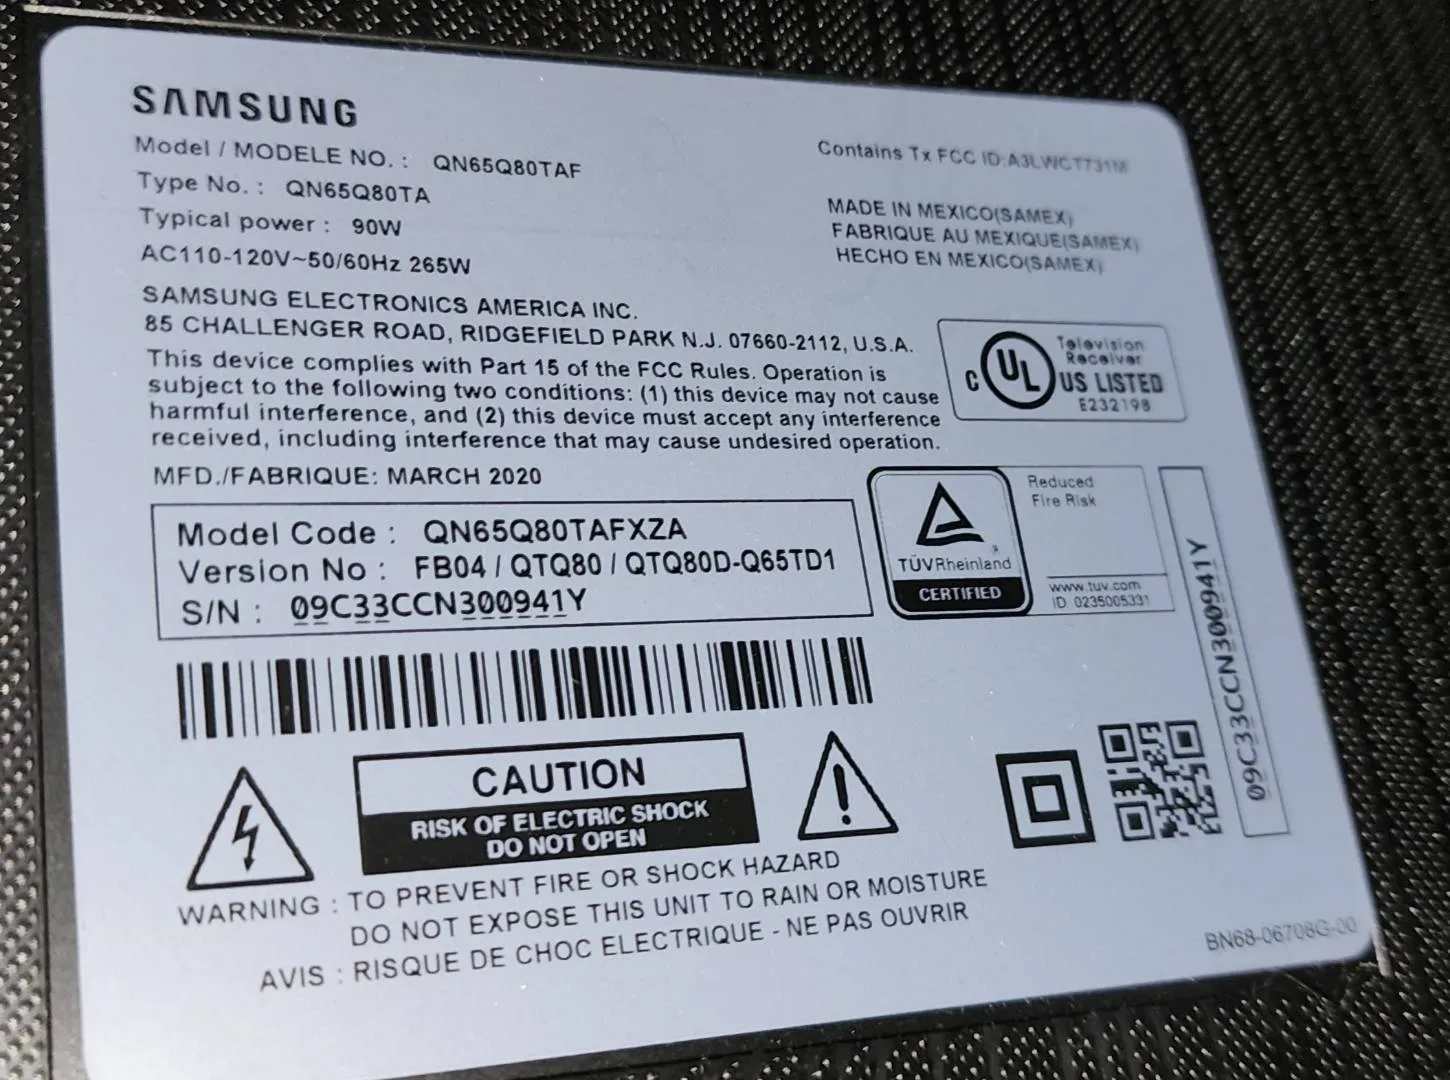 SAMSUNG
Model / MODELE NO. : QN65Q80TAF
Type No. : QN65Q80TA
Typical power : 90W
AC110-120V~50/60Hz 265W
Contains Tx FCC ID:A3LWCT731M
MADE IN MEXICO(SAMEX)
FABRIQUE AU MEXIQUE(SAMEX)
HECHO EN MEXICO(SAMEX)
SAMSUNG ELECTRONICS AMERICA INC.
85 CHALLENGER ROAD, RIDGEFIELD PARK N.J. 07660-2112, U.S.A.
This device complies with Part 15 of the FCC Rules. Operation is
subject to the following two conditions: (1) this device may not cause
harmful interference, and (2) this device must accept any interference
received, including interference that may cause undesired operation.
C UL Television
Receiver
US LISTED
E232198
MFD./FABRIQUE: MARCH 2020
Model Code : QN65Q80TAFXZA
Version No : FB04 / QTQ80 / QTQ80D-Q65TD1
S/N : 09C33CCN300941Y
TÜVRheinland
CERTIFIED
Reduced
Fire Risk
www.tuv.com
ID 0235005331
09C33CCN300941Y
CAUTION
RISK OF ELECTRIC SHOCK
DO NOT OPEN
WARNING : TO PREVENT FIRE OR SHOCK HAZARD
DO NOT EXPOSE THIS UNIT TO RAIN OR MOISTURE
AVIS : RISQUE DE CHOC ELECTRIQUE - NE PAS OUVRIR
BN68-06708G-00